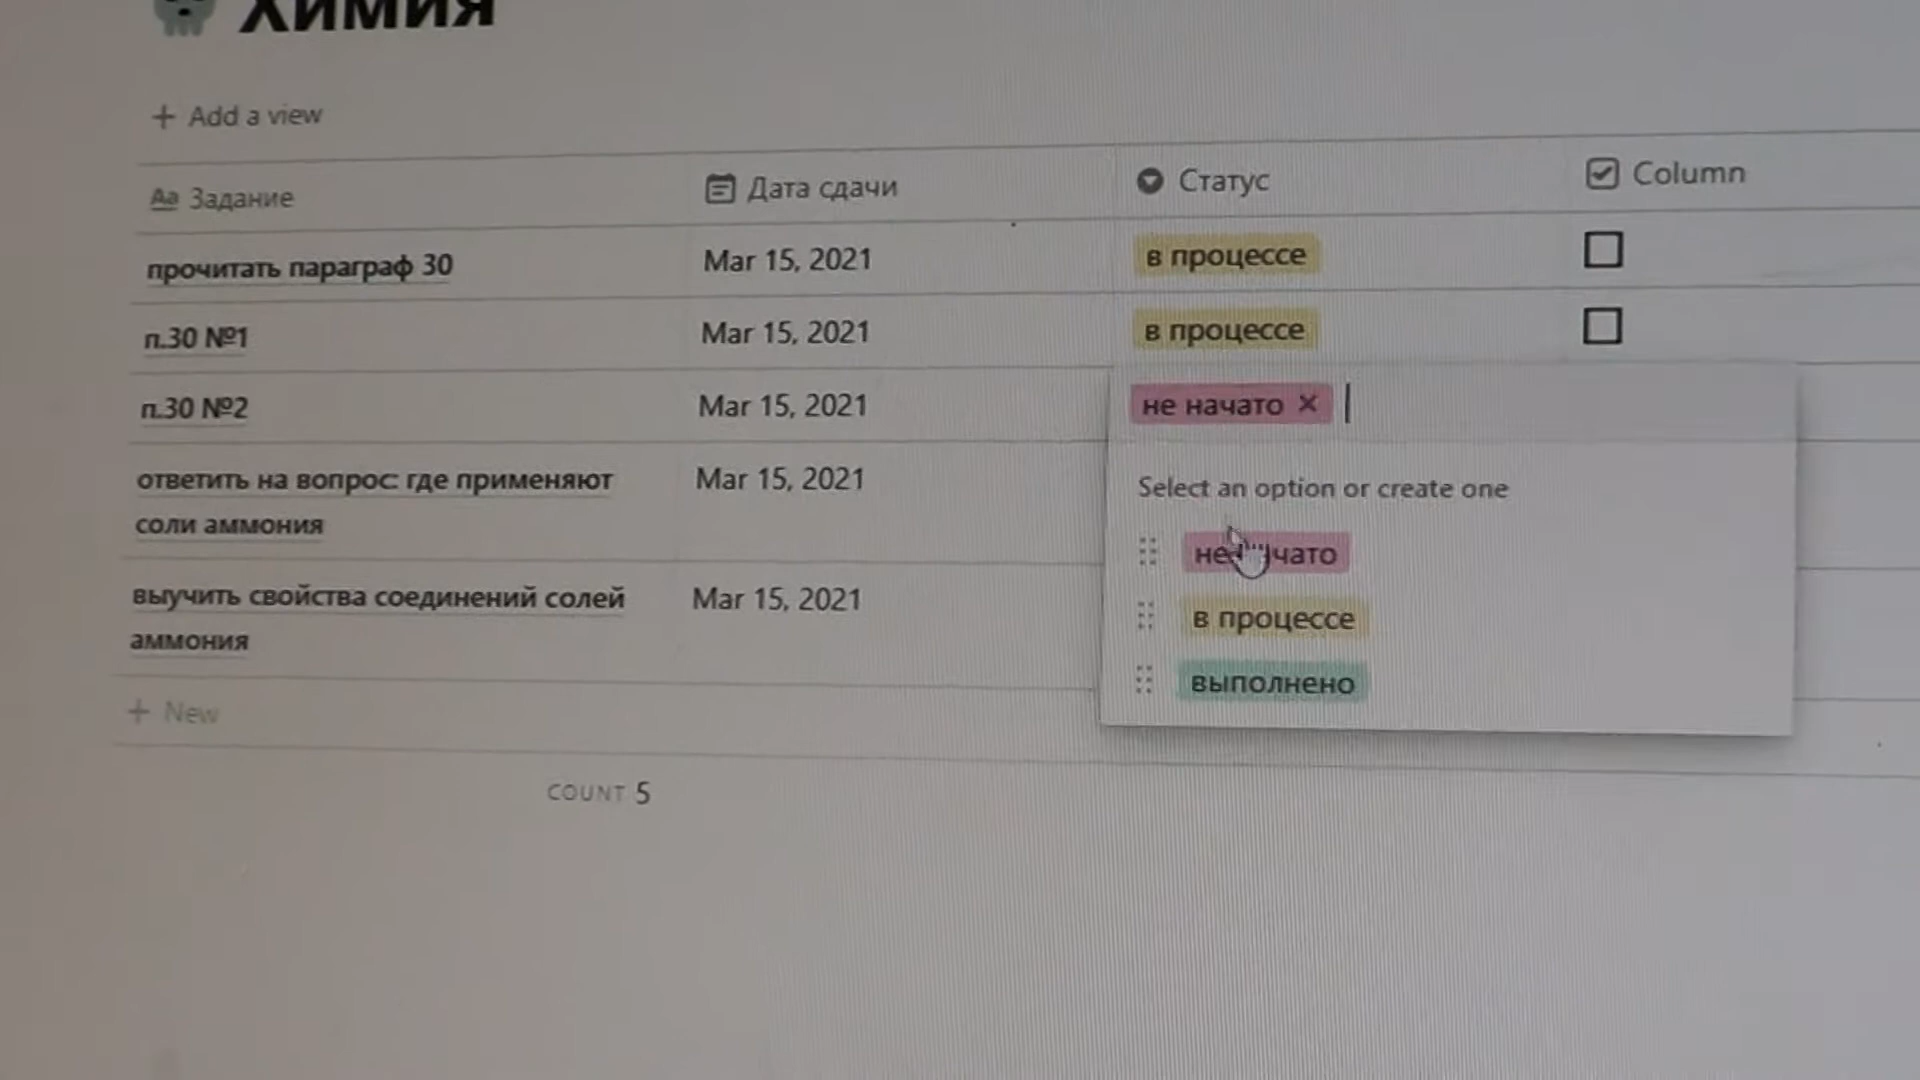 Химия
+ Add a view
Aa Задание Дата сдачи Статус Column
прочитать параграф 30 Mar 15, 2021 в процессе
п.30 №1 Mar 15, 2021 в процессе
п.30 №2 Mar 15, 2021 не начато ×
ответить на вопрос: где применяют
соли аммония
Mar 15, 2021
Select an option or create one
не начато
в процессе
выполнено
выучить свойства соединений солей
аммония
Mar 15, 2021
+ New
COUNT 5